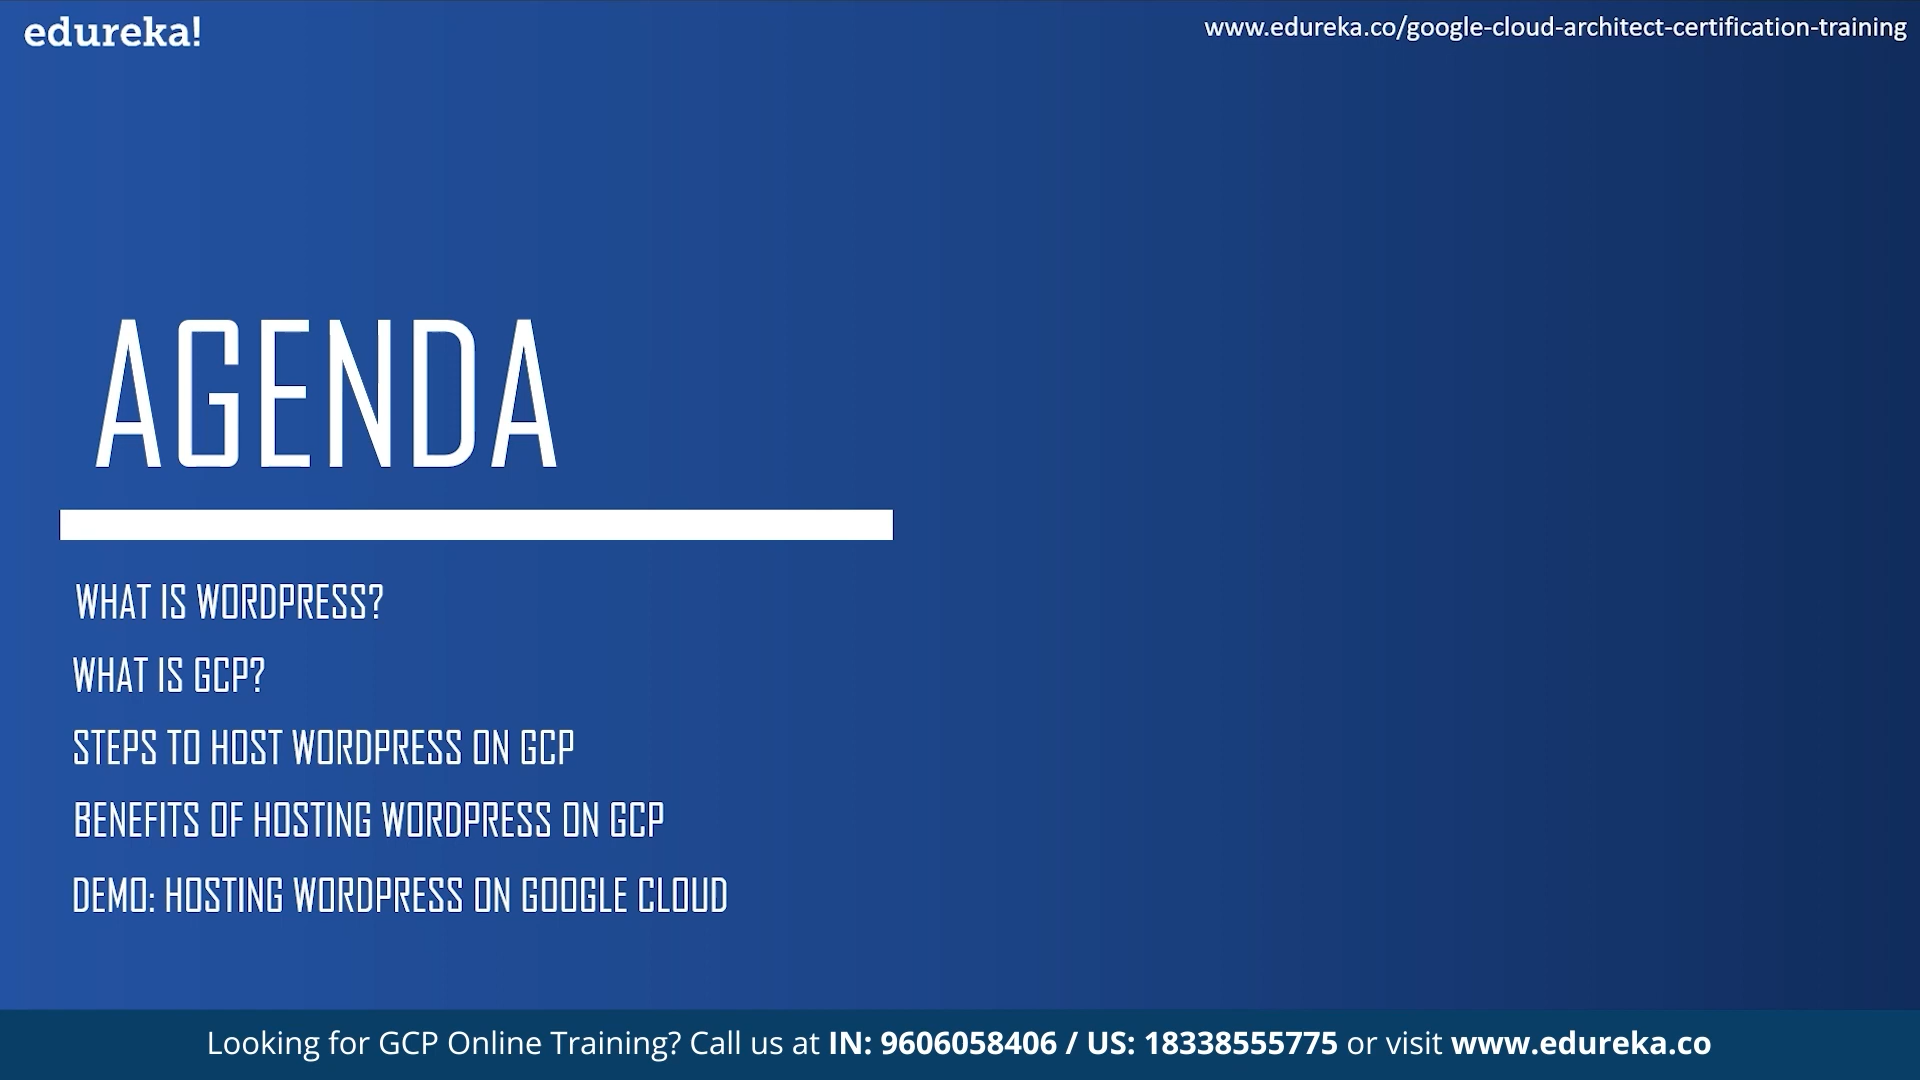 edureka!
www.edureka.co/google-cloud-architect-certification-training
AGENDA
WHAT IS WORDPRESS?
WHAT IS GCP?
STEPS TO HOST WORDPRESS ON GCP
BENEFITS OF HOSTING WORDPRESS ON GCP
DEMO: HOSTING WORDPRESS ON GOOGLE CLOUD
Looking for GCP Online Training? Call us at IN: 9606058406 / US: 18338555775 or visit www.edureka.co